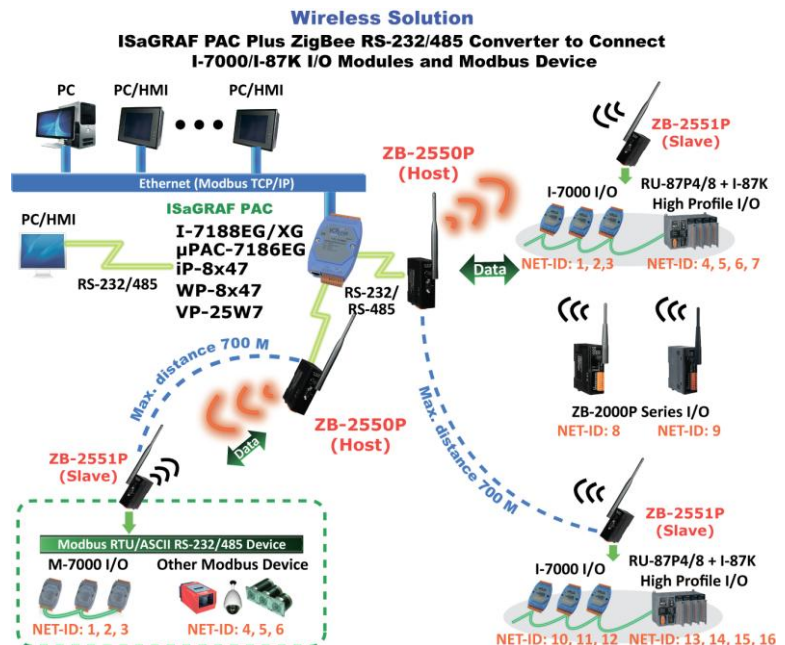 Wireless Solution
ISaGRAF PAC Plus ZigBee RS-232/485 Converter to Connect
I-7000/I-87K I/O Modules and Modbus Device
PC
PC/HMI
PC/HMI
Ethernet (Modbus TCP/IP)
PC/HMI
RS-232/485
ISaGRAF PAC
I-7188EG/XG
µPAC-7186EG
iP-8x47
WP-8x47
VP-25W7
RS-232/
RS-485
ZB-2550P
(Host)
Data
ZB-2551P
(Slave)
I-7000 I/O
RU-87P4/8 + I-87K
High Profile I/O
NET-ID: 1, 2,3
NET-ID: 4, 5, 6, 7
ZB-2000P Series I/O
NET-ID: 8
NET-ID: 9
Max. distance 700 M
ZB-2550P
(Host)
Data
Max. distance 700 M
ZB-2551P
(Slave)
Modbus RTU/ASCII RS-232/485 Device
M-7000 I/O
Other Modbus Device
NET-ID: 1, 2, 3
NET-ID: 4, 5, 6
ZB-2551P
(Slave)
I-7000 I/O
RU-87P4/8 + I-87K
High Profile I/O
NET-ID: 10, 11, 12
NET-ID: 13, 14, 15, 16